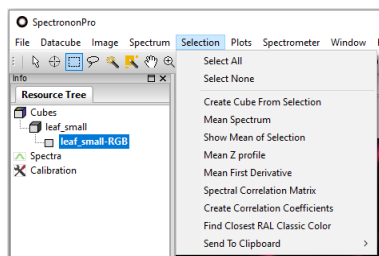 SpectrononPro
File Datacube Image Spectrum Selection Plots Spectrometer Window
Info
Resource Tree
Cubes
leaf_small
leaf_small-RGB
Spectra
Calibration
Select All
Select None
Create Cube From Selection
Mean Spectrum
Show Mean of Selection
Mean Z profile
Mean First Derivative
Spectral Correlation Matrix
Create Correlation Coefficients
Find Closest RAL Classic Color
Send To Clipboard